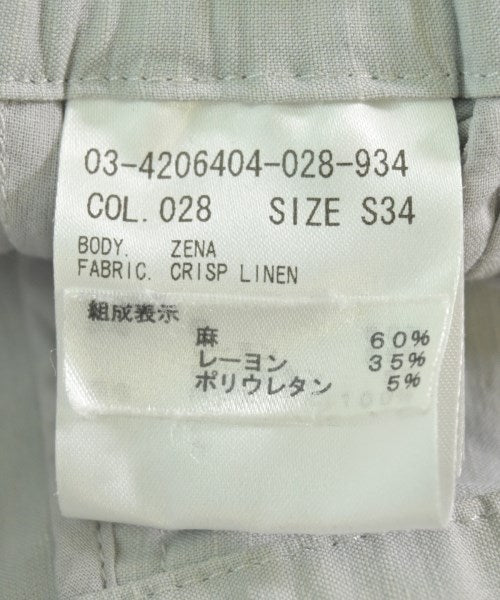 03-4206404-028-934
COL. 028 SIZE S34
BODY. ZENA
FABRIC. CRISP LINEN
組成表示
麻 60%
レーヨン 35%
ポリウレタン 5%